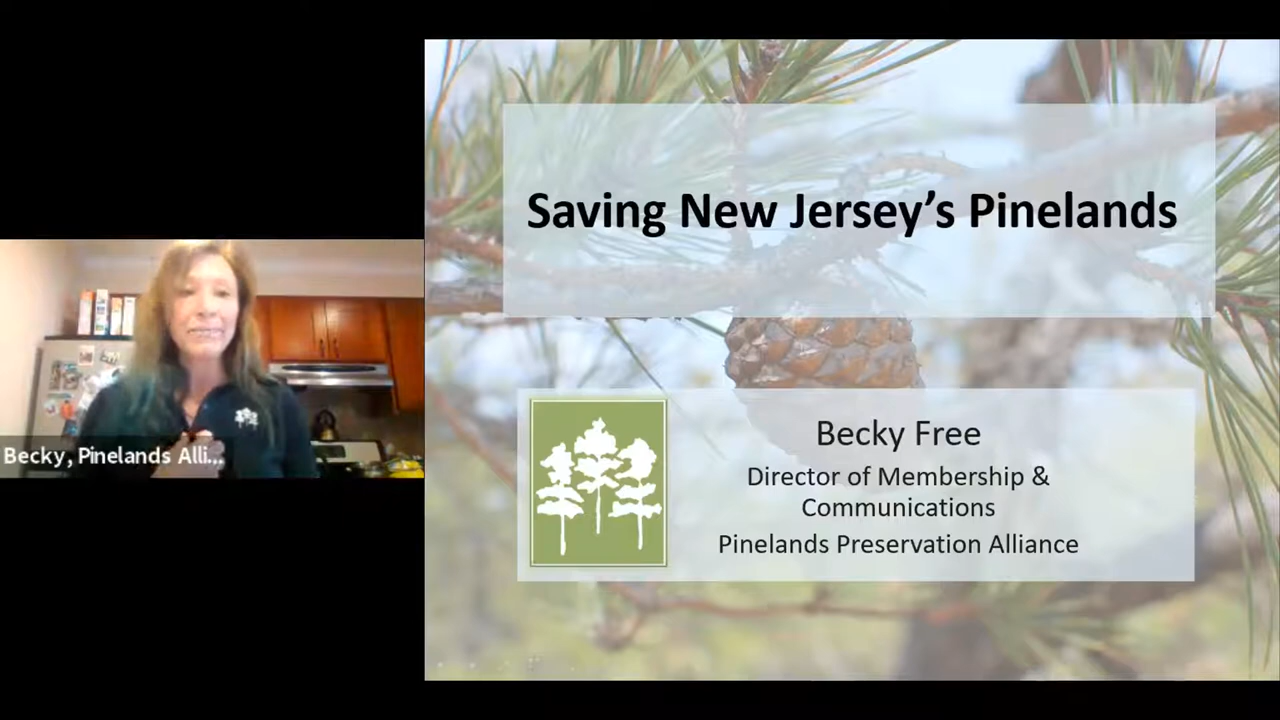 Saving New Jersey’s Pinelands
Becky Free
Director of Membership &
Communications
Pinelands Preservation Alliance
Becky, Pinelands Alli...